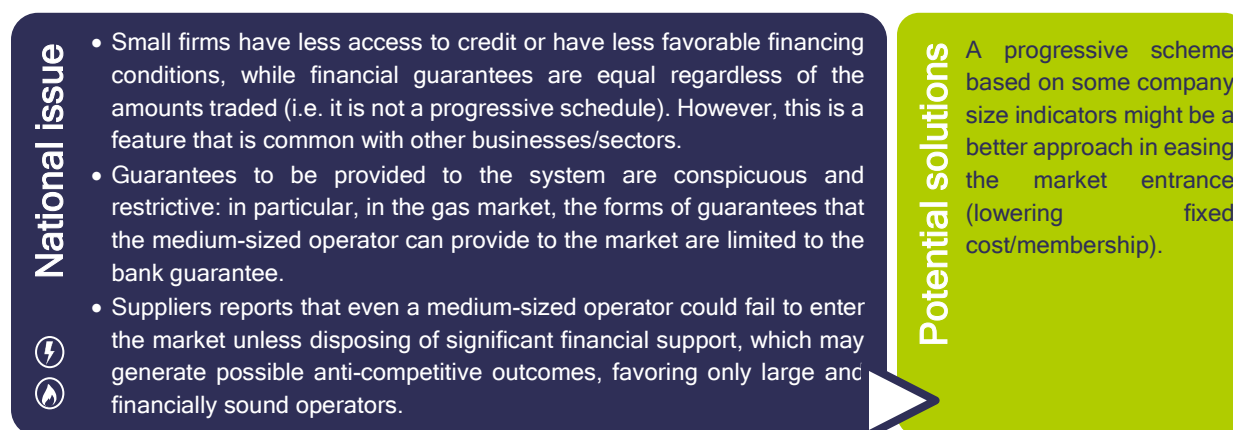 National issue
• Small firms have less access to credit or have less favorable financing
conditions, while financial guarantees are equal regardless of the
amounts traded (i.e. it is not a progressive schedule). However, this is a
feature that is common with other businesses/sectors.
• Guarantees to be provided to the system are conspicuous and
restrictive: in particular, in the gas market, the forms of guarantees that
the medium-sized operator can provide to the market are limited to the
bank guarantee.
• Suppliers reports that even a medium-sized operator could fail to enter
the market unless disposing of significant financial support, which may
generate possible anti-competitive outcomes, favoring only large and
financially sound operators.
Potential solutions
A progressive scheme
based on some company
size indicators might be a
better approach in easing
the market entrance
(lowering fixed
cost/membership).